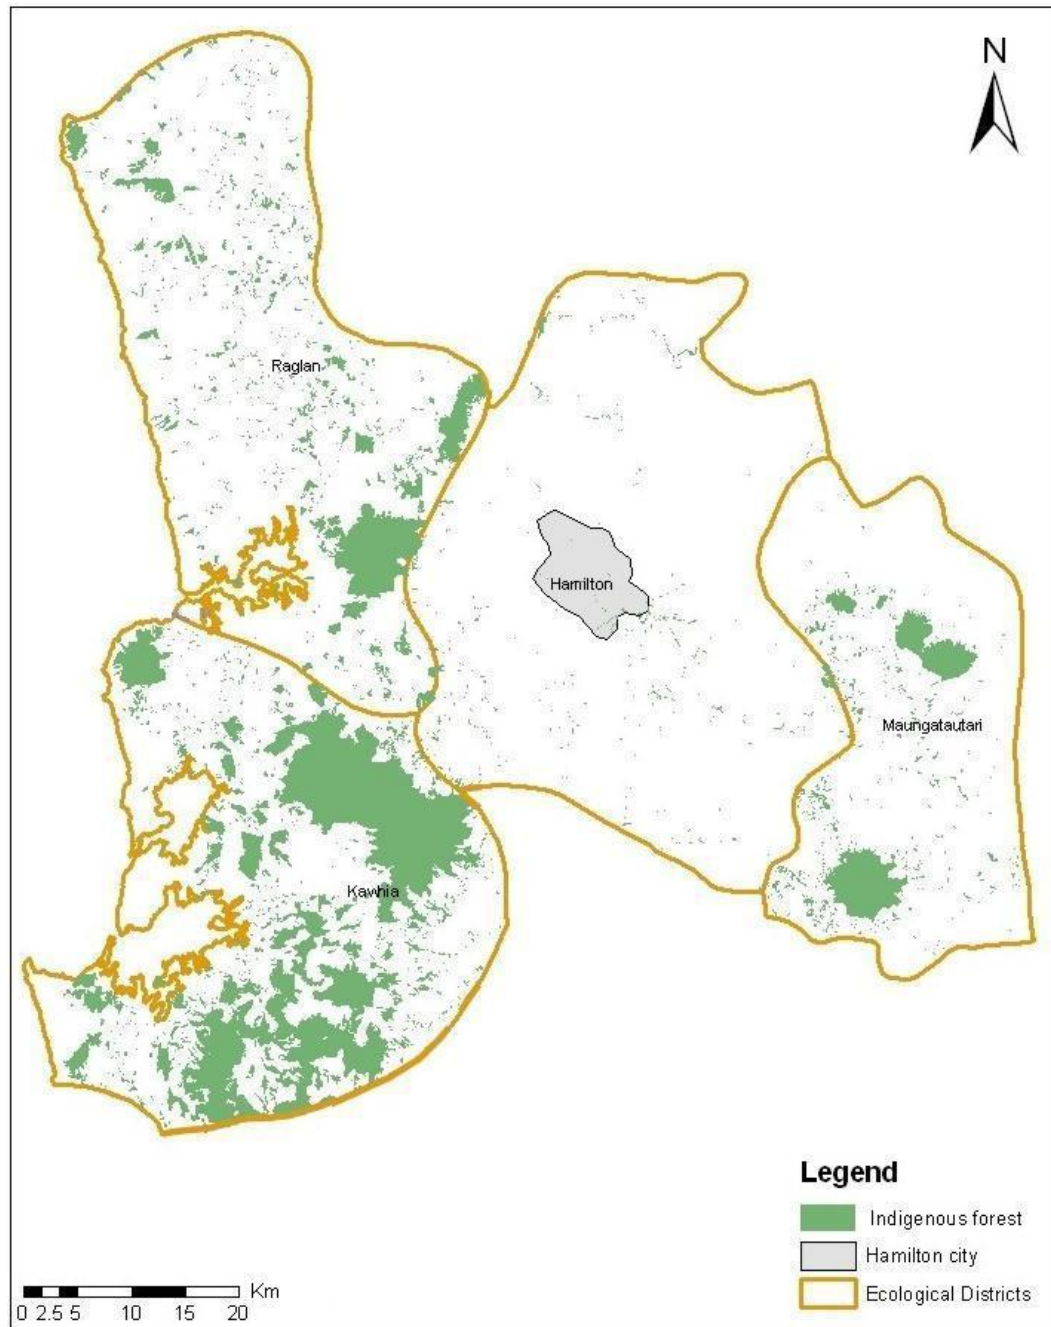 N
Raglan
Hamilton
Maungatautari
Kawhia
Legend
Indigenous forest
Hamilton city
Ecological Districts
Km
0 2.5 5 10 15 20